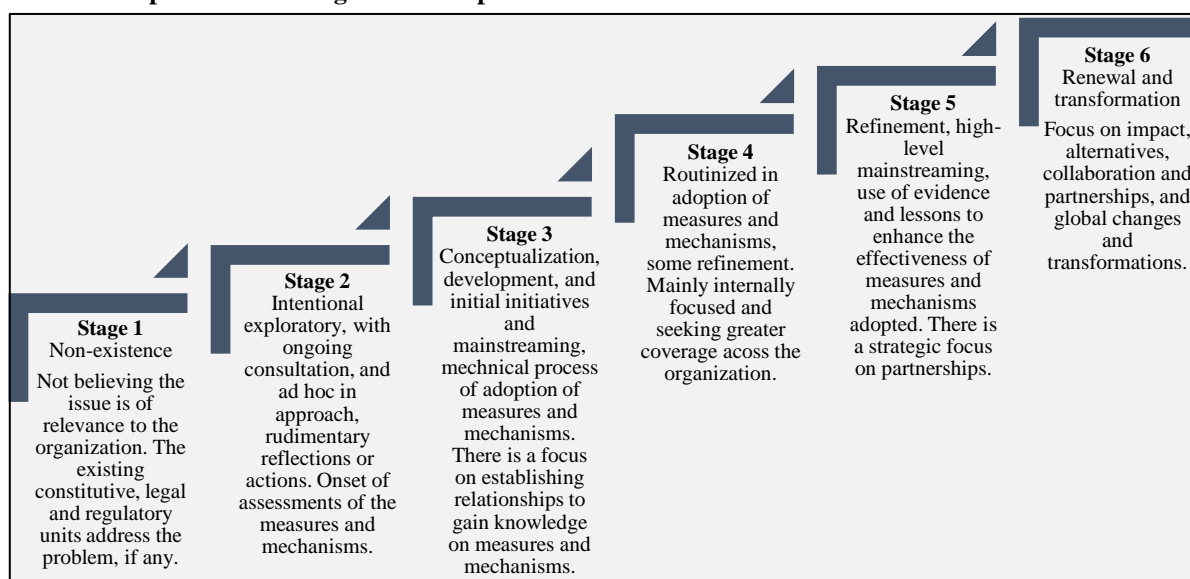 Stage 1
Non-existence
Not believing the
issue is of
relevance to the
organization. The
existing
constitutive, legal
and regulatory
units address the
problem, if any.
Stage 2
Intentional
exploratory, with
ongoing
consultation, and
ad hoc in
approach,
rudimentary
reflections or
actions. Onset of
assessments of the
measures and
mechanisms.
Stage 3
Conceptualization,
development, and
initial initiatives
and
mainstreaming,
mechnical process
of adoption of
measures and
mechanisms.
There is a focus
on establishing
relationships to
gain knowledge
on measures and
mechanisms.
Stage 4
Routinized in
adoption of
measures and
mechanisms,
some refinement.
Mainly internally
focused and
seeking greater
coverage acoss the
organization.
Stage 5
Refinement, high-
level
mainstreaming,
use of evidence
and lessons to
enhance the
effectiveness of
measures and
mechanisms
adopted. There is
a strategic focus
on partnerships.
Stage 6
Renewal and
transformation
Focus on impact,
alternatives,
collaboration and
partnerships, and
global changes
and
transformations.